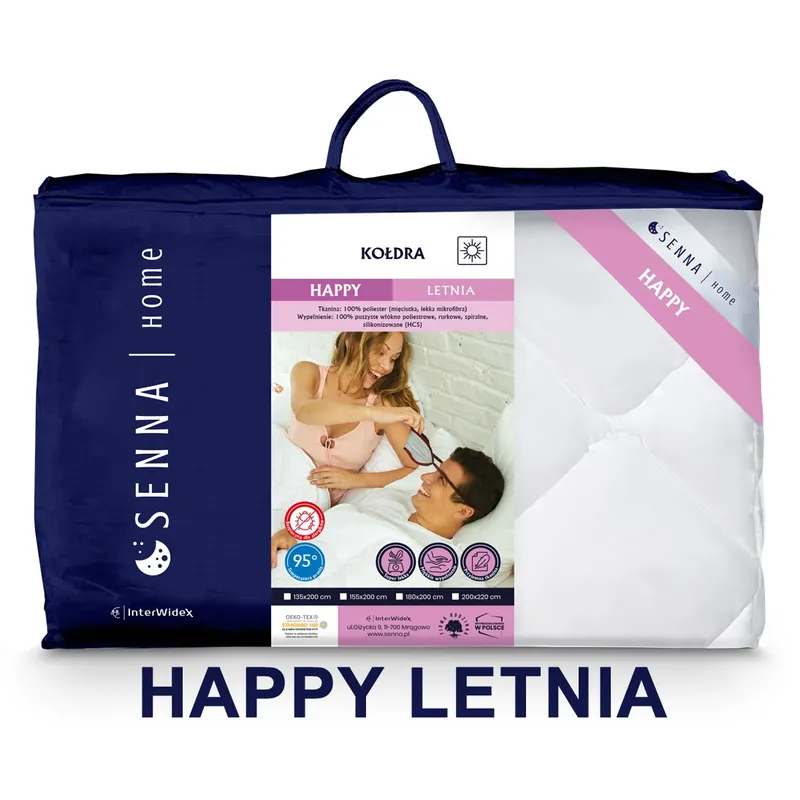 SENNA | HOME
InterWidex
KOŁDRA
HAPPY LETNIA
Tkanina: 100% poliester (mięciutka, lekka mikrofibra)
Wypełnienie: 100% puszyste włókno poliestrowe, rurkowe, spiralne,
silikonizowane (HCS)
95°
135x200 cm 155x200 cm 180x200 cm 200x220 cm
OEKO-TEX®
STANDARD 100
InterWidex
ul.Giżycka 9, 11-700 Mrągowo
www.senna.pl
W POLSCE
SENNA | HOME
HAPPY
HAPPY LETNIA